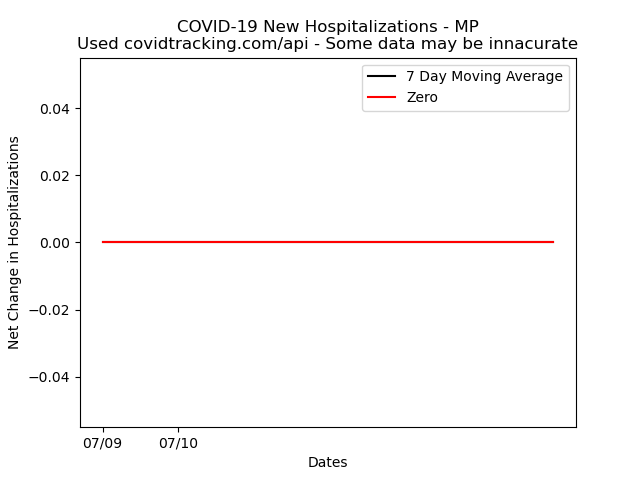 COVID-19 New Hospitalizations - MP
Used covidtracking.com/api - Some data may be innacurate
7 Day Moving Average
Zero
Net Change in Hospitalizations
0.04
0.02
0.00
−0.02
−0.04
07/09 07/10
Dates